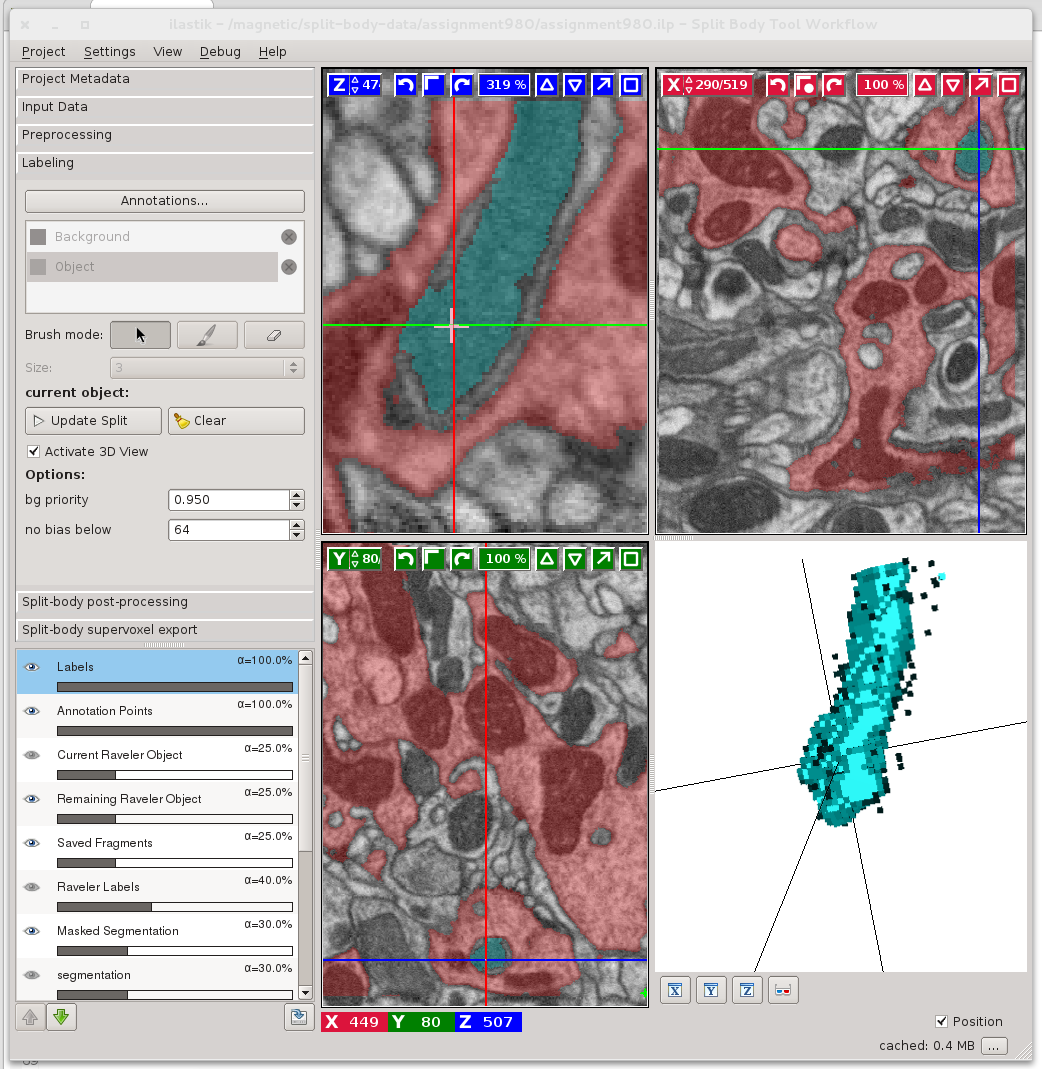 ilastik - /magnetic/split-body-data/assignment980/assignment980.ilp - Split Body Tool Workflow
Project Settings View Debug Help
Project Metadata
Input Data
Preprocessing
Labeling
Annotations...
Background
Object
Brush mode:
Size: 3
current object:
Update Split Clear
Activate 3D View
Options:
bg priority 0.950
no bias below 64
Split-body post-processing
Split-body supervoxel export
Labels α=100.0%
Annotation Points α=100.0%
Current Raveler Object α=25.0%
Remaining Raveler Object α=25.0%
Saved Fragments α=25.0%
Raveler Labels α=40.0%
Masked Segmentation α=30.0%
segmentation α=30.0%
Z 47 319 %
X 290/519 100 %
Y 80/ 100 %
X Y Z
X 449 Y 80 Z 507
Position
cached: 0.4 MB ...